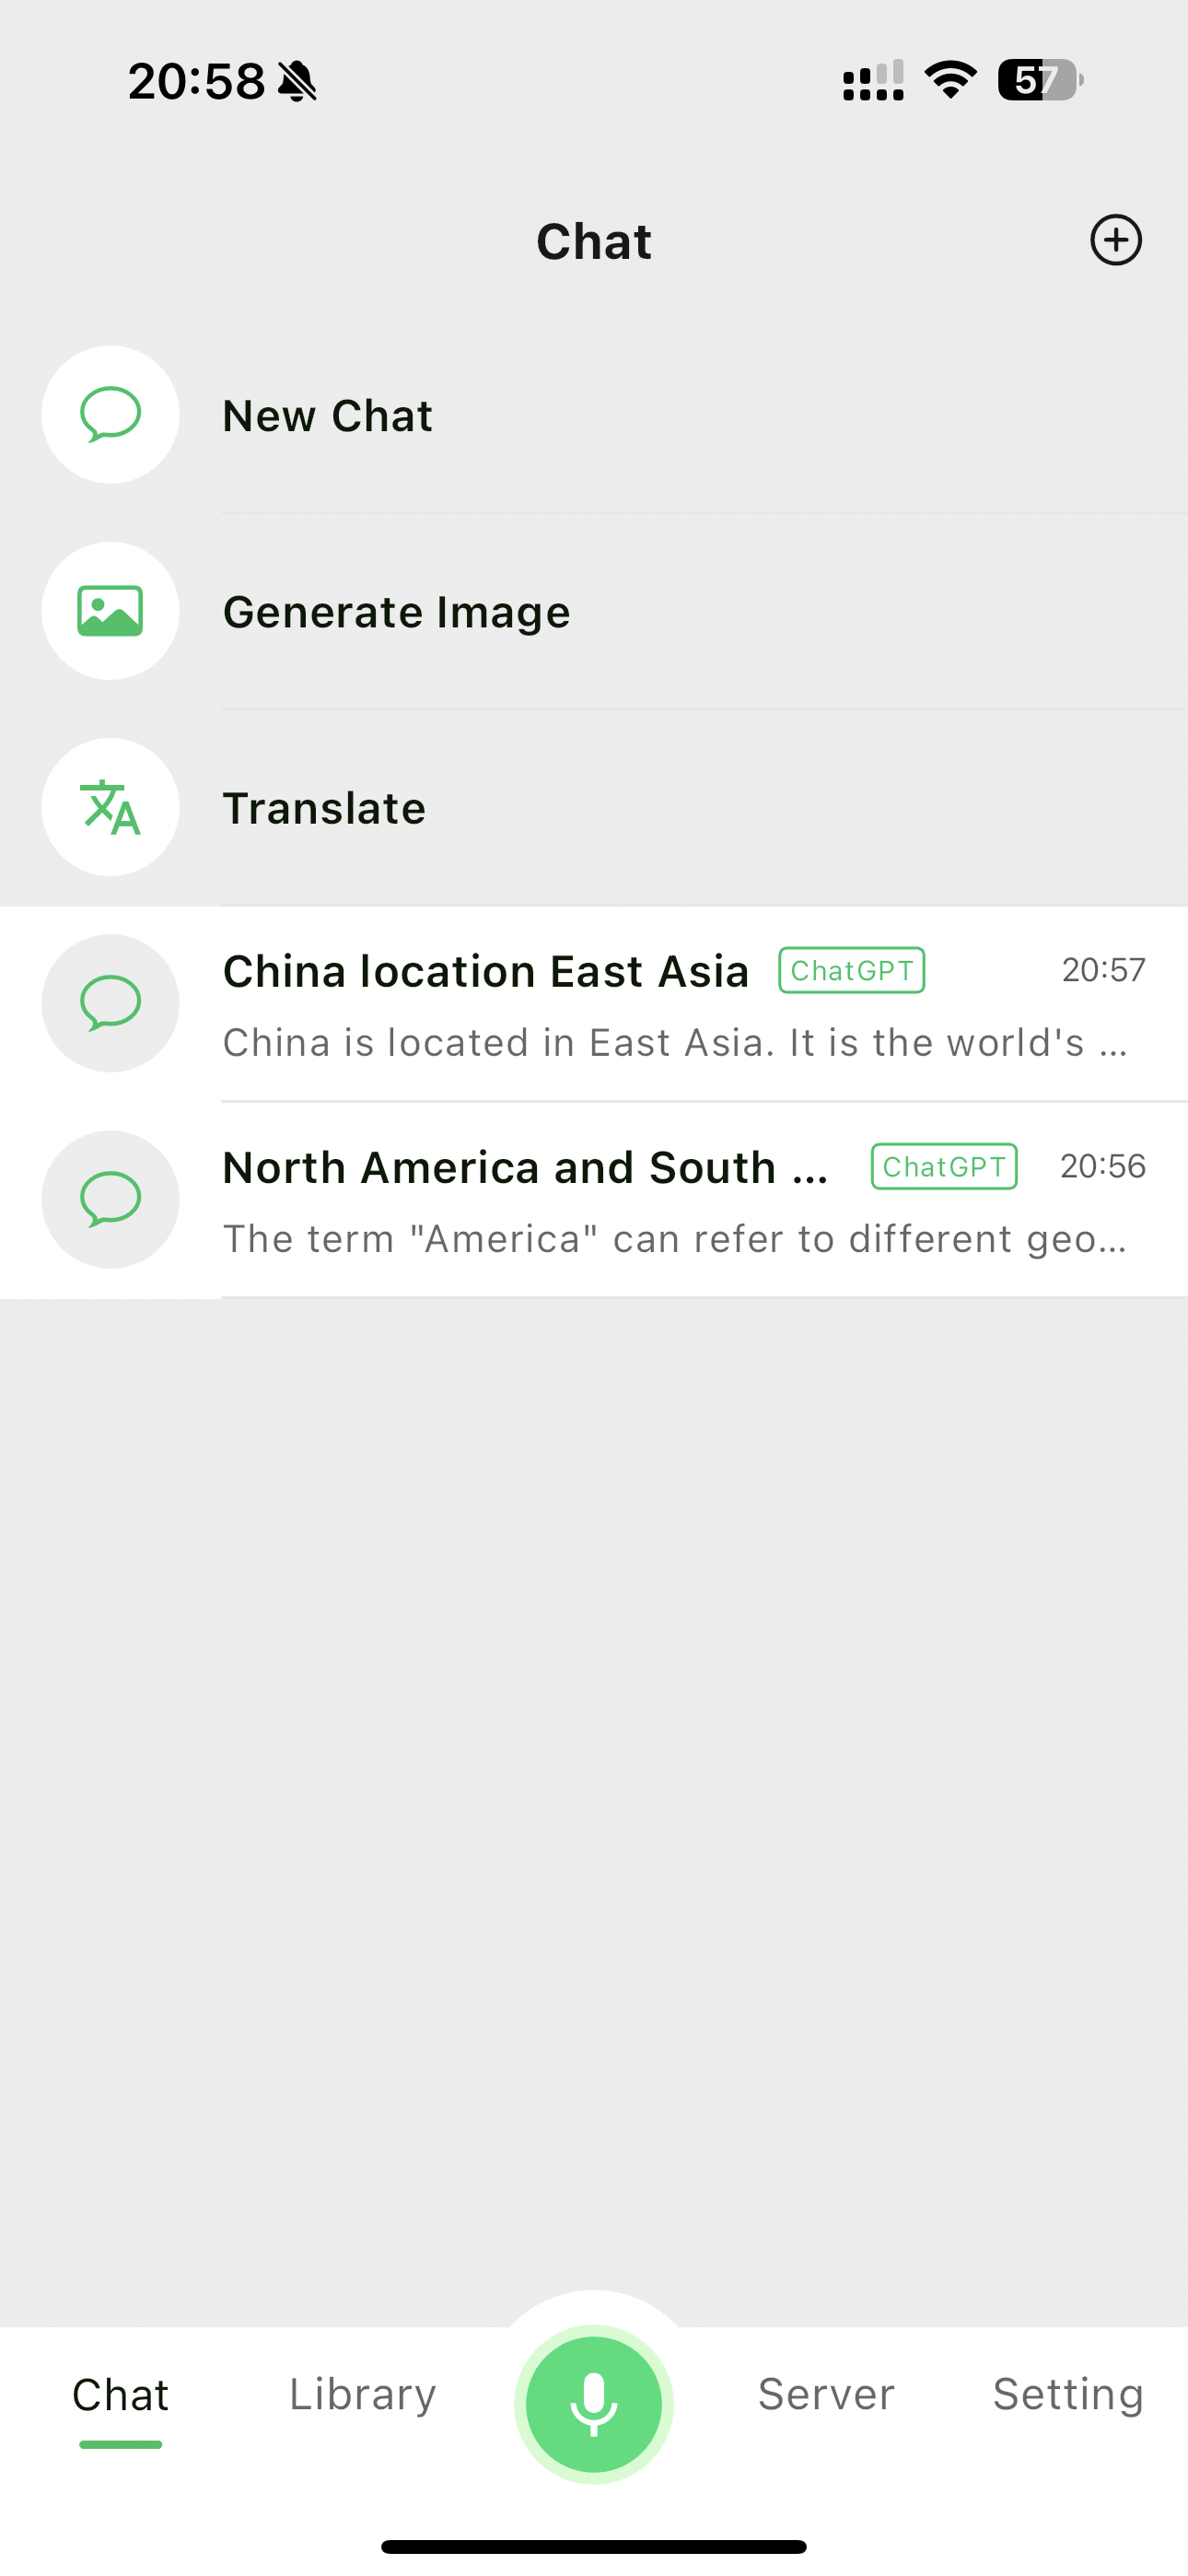 20:58
57
Chat
New Chat
Generate Image
Translate
China location East Asia ChatGPT 20:57
China is located in East Asia. It is the world's ...
North America and South ... ChatGPT 20:56
The term "America" can refer to different geo...
Chat Library Server Setting